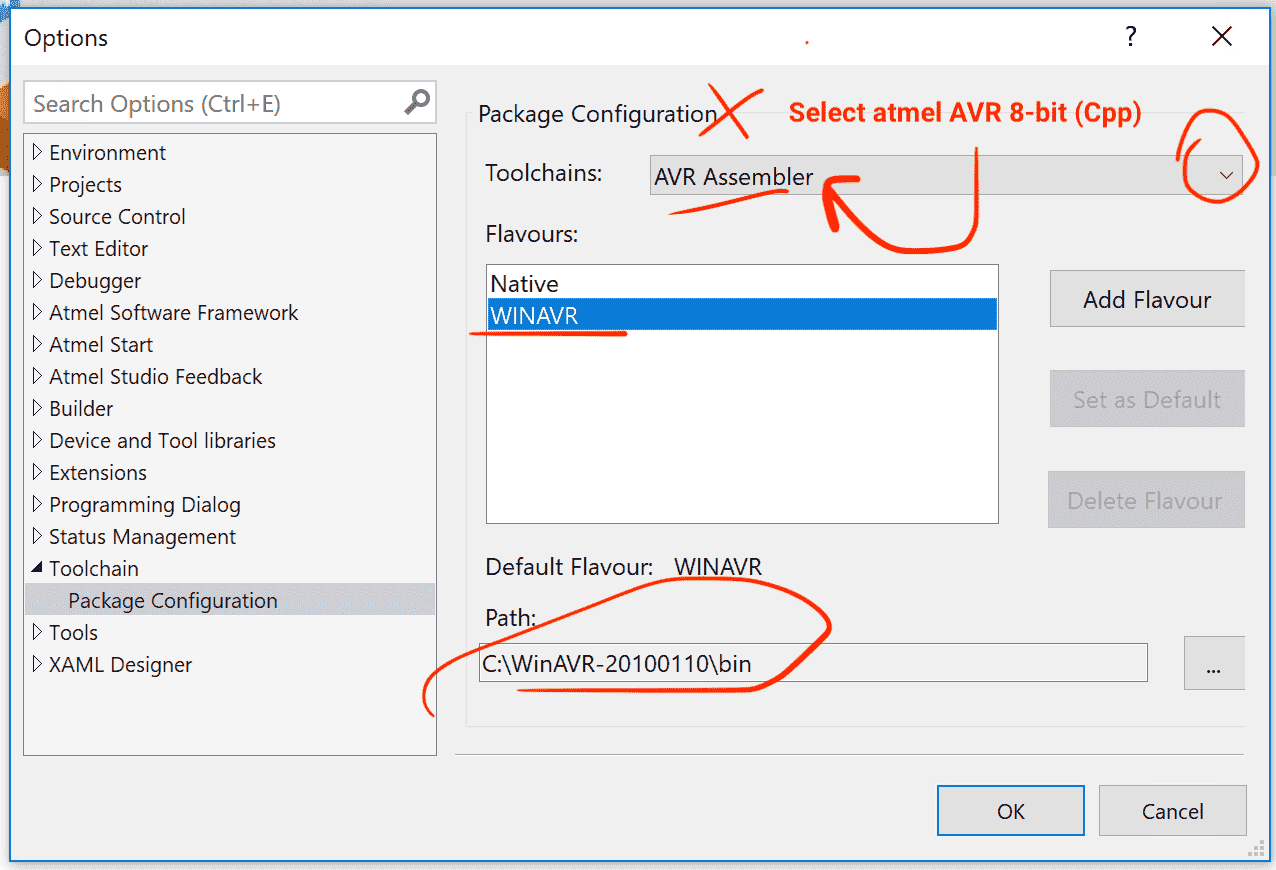 Options
?
Search Options (Ctrl+E)
Environment
Projects
Source Control
Text Editor
Debugger
Atmel Software Framework
Atmel Start
Atmel Studio Feedback
Builder
Device and Tool libraries
Extensions
Programming Dialog
Status Management
Toolchain
Package Configuration
Tools
XAML Designer
Package Configuration
Select atmel AVR 8-bit (Cpp)
Toolchains:
AVR Assembler
Flavours:
Native
WINAVR
Add Flavour
Set as Default
Delete Flavour
Default Flavour: WINAVR
Path:
C:\WinAVR-20100110\bin
...
OK
Cancel